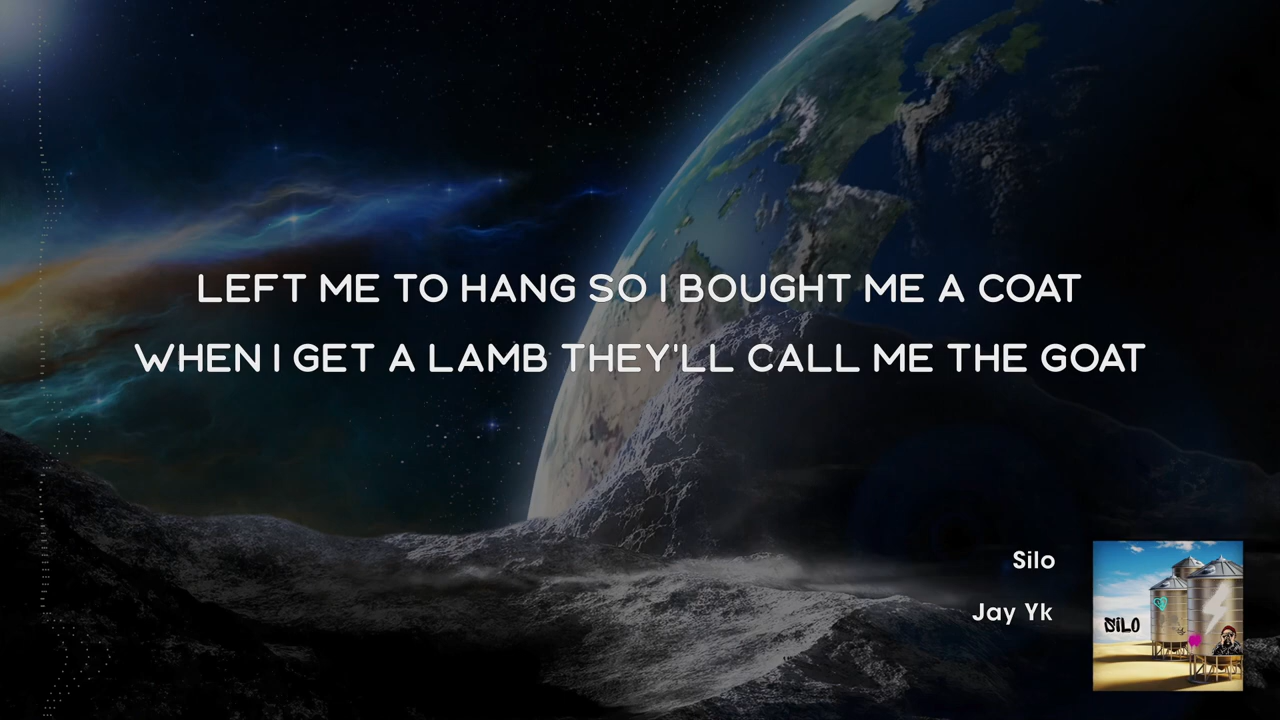 LEFT ME TO HANG SO I BOUGHT ME A COAT
WHEN I GET A LAMB THEY'LL CALL ME THE GOAT
Silo
Jay Yk
SILO